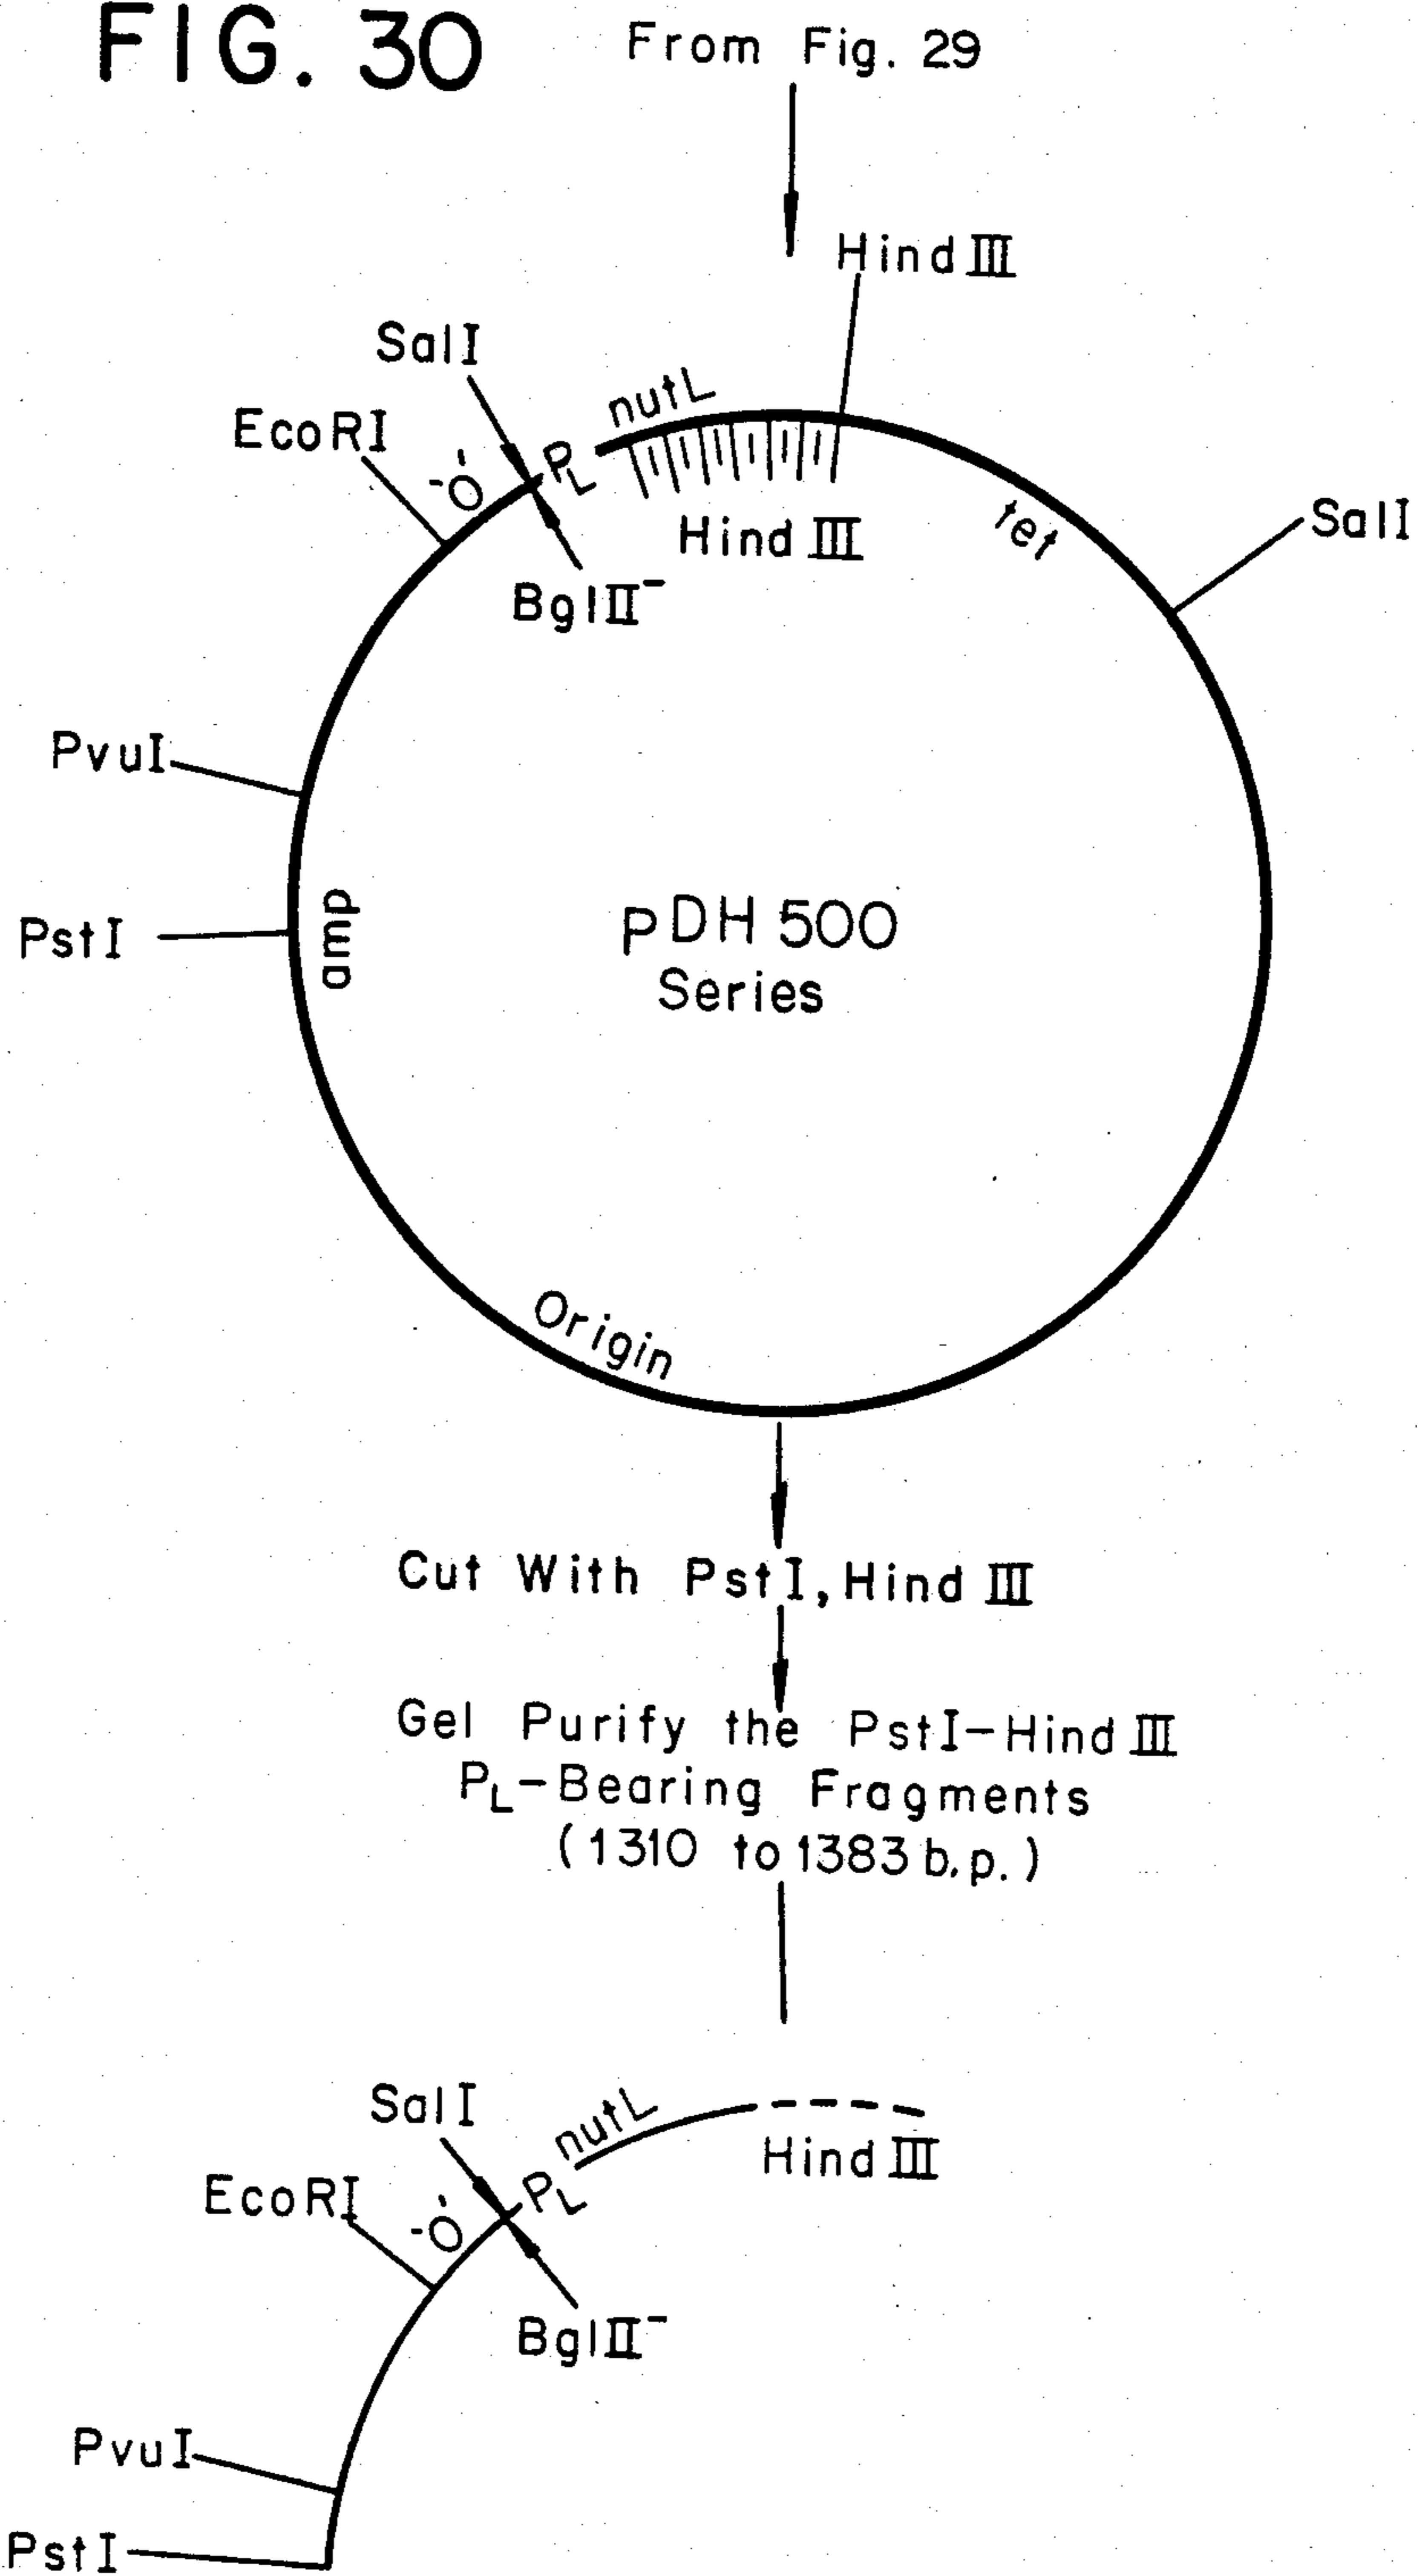 FIG. 30
From Fig. 29
Hind III
SalI
nutL
EcoRI
-O-
PL
Hind III
tet
SalI
BglII-
PvuI
PstI
amp
pDH 500
Series
Origin
Cut With PstI, Hind III
Gel Purify the PstI-Hind III
PL-Bearing Fragments
(1310 to 1383 b.p.)
SalI
nutL
Hind III
EcoRI
-O-
PL
BglII-
PvuI
PstI